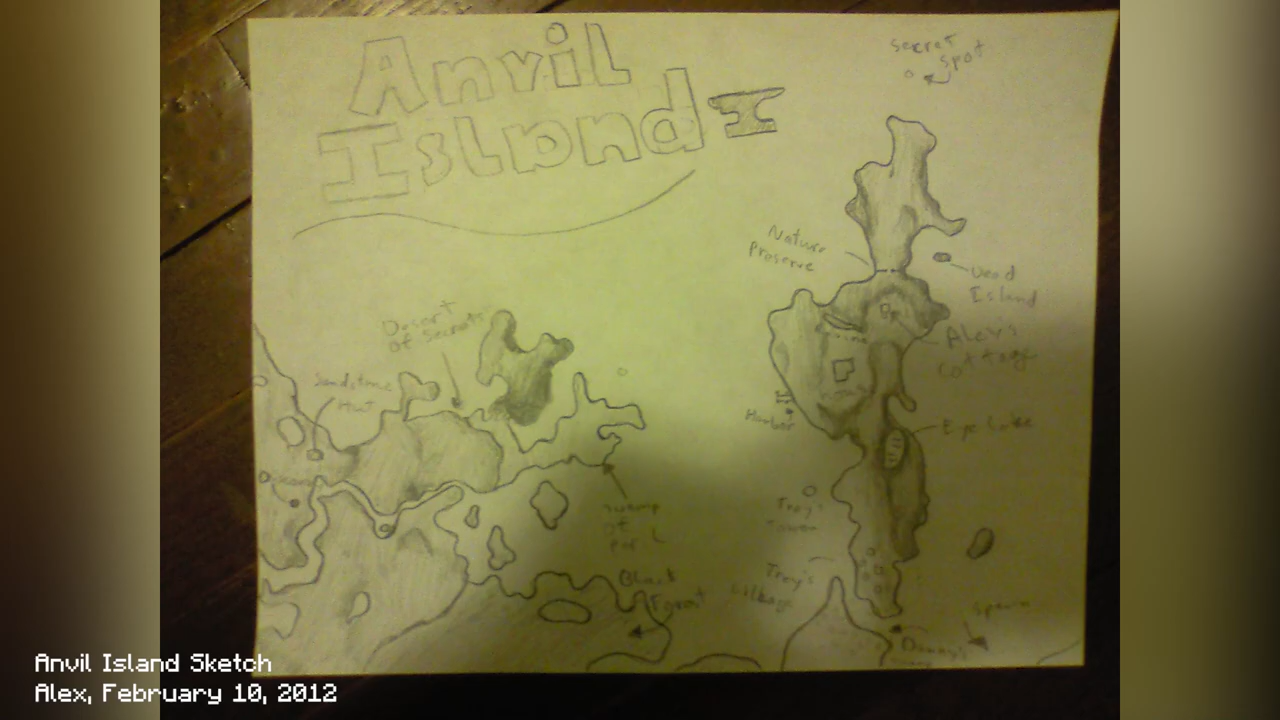 Anvil
Island
secret
spot
Nature
Preserve
Dead
Island
Alex's
Cottage
Desert
of Secrets
Sandstone
Hut
Harbor
Eye Lake
Troy's
Tower
Swamp
of
Peril
Troy's
Village
Black
Forest
Spawn
Danny's
Anvil Island Sketch
Alex, February 10, 2012